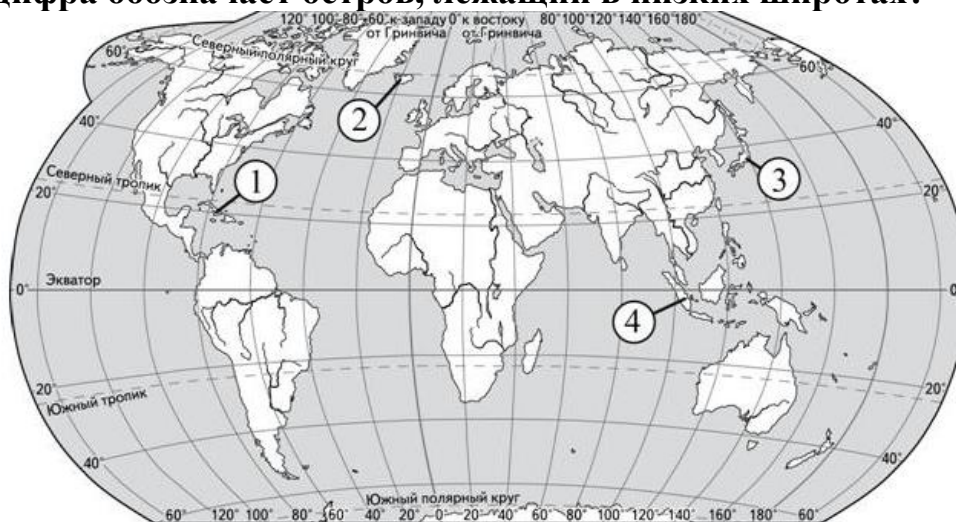 цифра обозначает остров, лежащий в низких широтах?
120° 100° 80° 60° к западу 0° к востоку 80° 100° 120° 140° 160° 180°
от Гринвича от Гринвича
60° Северный полярный круг 60°
2
40° 40°
Северный тропик 1 3
20° 20°
Экватор
0° 0
4
20° 20°
Южный тропик
40° 40°
Южный полярный круг
60° 120° 100° 80° 60° 40° 20° 0° 20° 40° 60° 80° 100° 120° 140° 160° 180° 60°